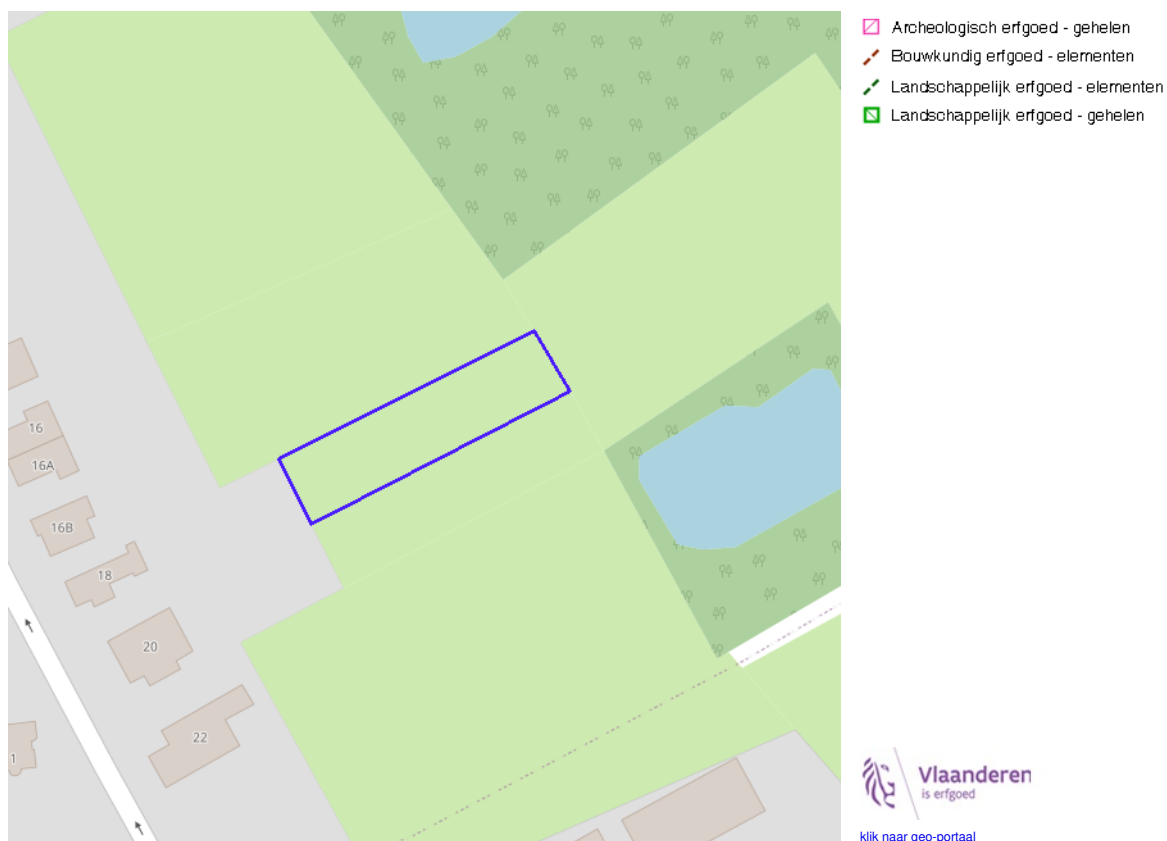 Archeologisch erfgoed - gehelen
Bouwkundig erfgoed - elementen
Landschappelijk erfgoed - elementen
Landschappelijk erfgoed - gehelen
16
16A
16B
18
20
22
1
Vlaanderen
is erfgoed
klik naar geo-portaal